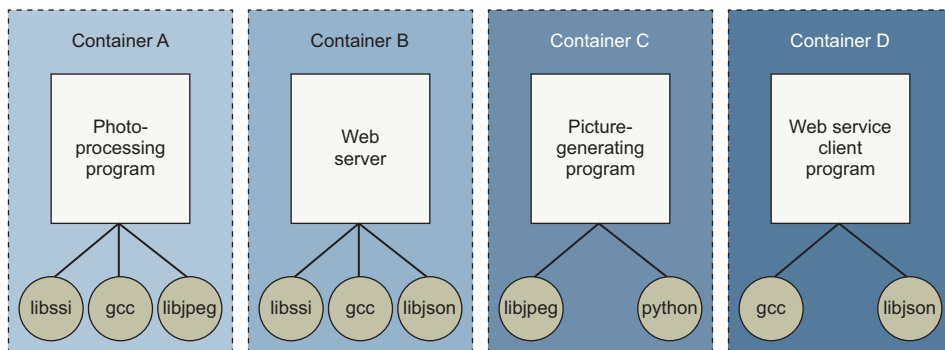 Container A
Container B
Container C
Container D
Photo-
processing
program
Web
server
Picture-
generating
program
Web service
client
program
libssi
gcc
libjpeg
libssi
gcc
libjson
libjpeg
python
gcc
libjson